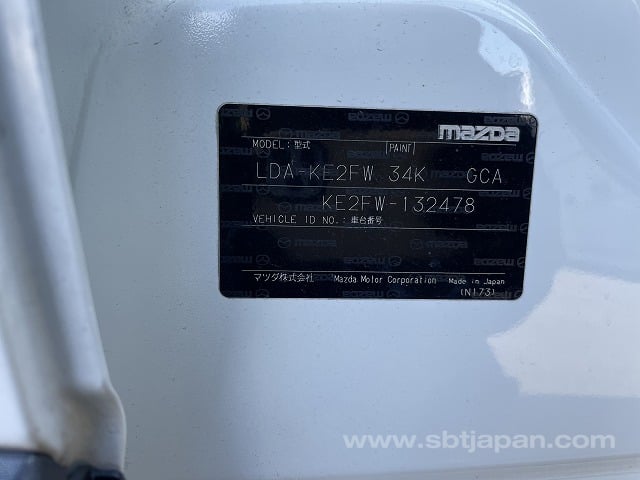 mazda
MODEL:型式 [PAINT]
LDA-KE2FW 34K GCA
KE2FW-132478
VEHICLE ID NO.:車台番号
マツダ株式会社 Mazda Motor Corporation Made in Japan
(N173)
www.sbtjapan.com